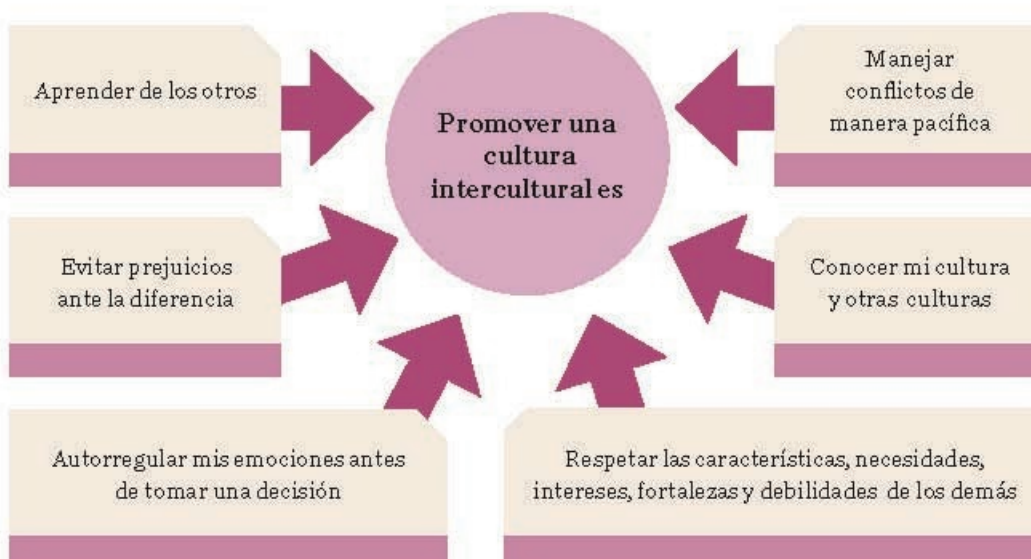 Promover una
cultura
intercultural es
Aprender de los otros
Manejar
conflictos de
manera pacífica
Evitar prejuicios
ante la diferencia
Conocer mi cultura
y otras culturas
Autorregular mis emociones antes
de tomar una decisión
Respetar las características, necesidades,
intereses, fortalezas y debilidades de los demás